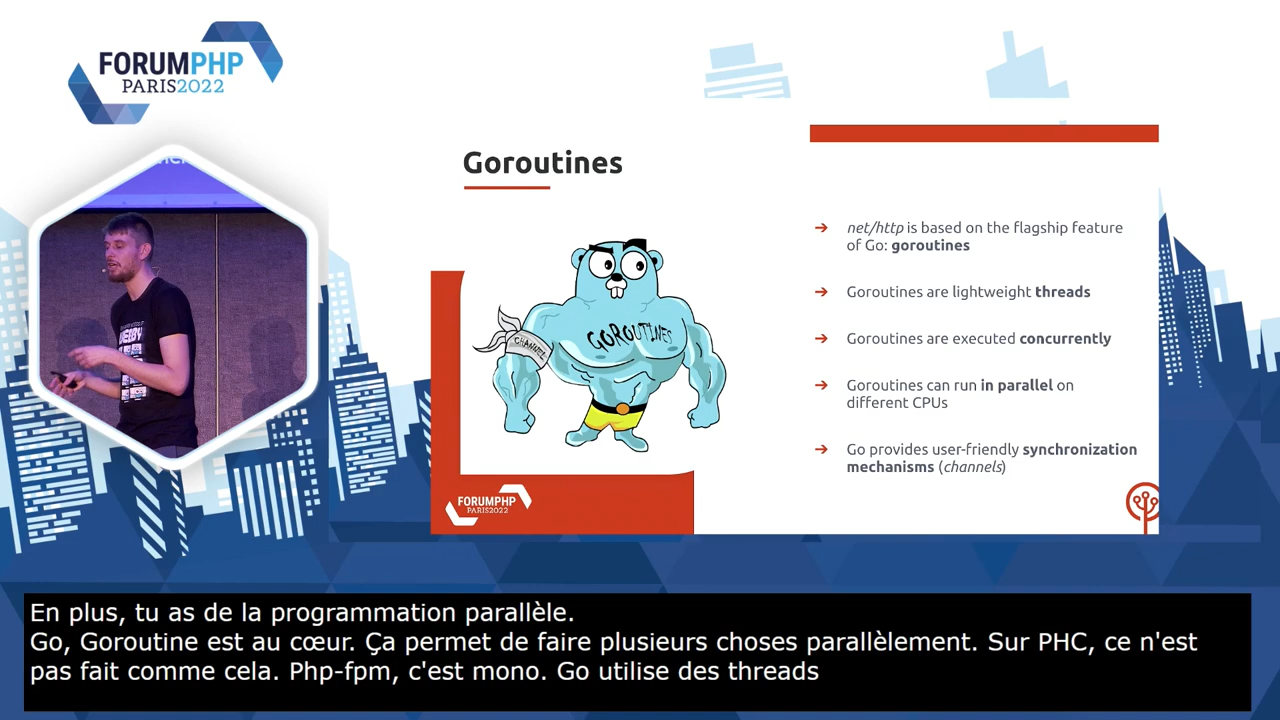 FORUMPHP
PARIS2022
Goroutines
GOROUTINES
CHANNEL
net/http is based on the flagship feature
of Go: goroutines
Goroutines are lightweight threads
Goroutines are executed concurrently
Goroutines can run in parallel on
different CPUs
Go provides user-friendly synchronization
mechanisms (channels)
FORUMPHP
PARIS2022
En plus, tu as de la programmation parallèle.
Go, Goroutine est au cœur. Ça permet de faire plusieurs choses parallèlement. Sur PHC, ce n'est
pas fait comme cela. Php-fpm, c'est mono. Go utilise des threads